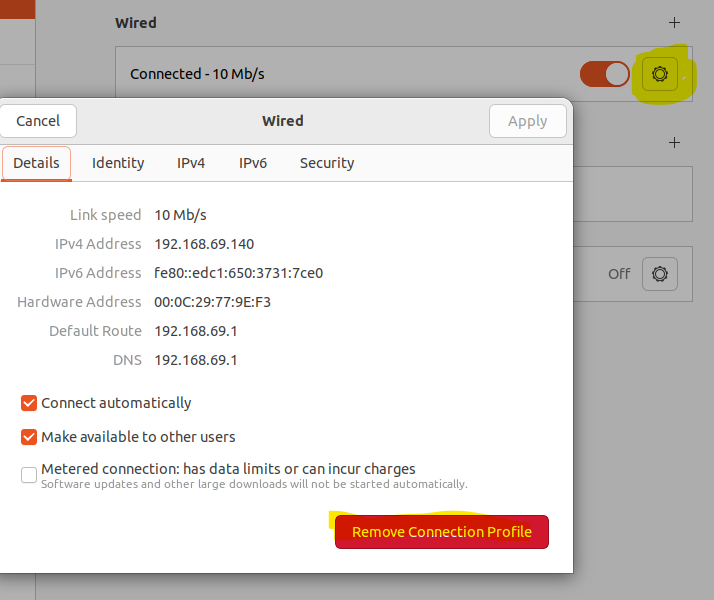 Wired
Connected - 10 Mb/s
Cancel
Wired
Apply
Details
Identity
IPv4
IPv6
Security
Link speed 10 Mb/s
IPv4 Address 192.168.69.140
IPv6 Address fe80::edc1:650:3731:7ce0
Hardware Address 00:0C:29:77:9E:F3
Default Route 192.168.69.1
DNS 192.168.69.1
Off
Connect automatically
Make available to other users
Metered connection: has data limits or can incur charges
Software updates and other large downloads will not be started automatically.
Remove Connection Profile